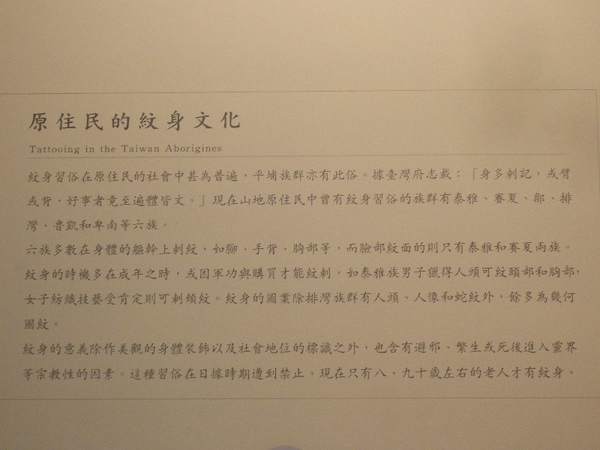 原住民的紋身文化
Tattooing in the Taiwan Aborigines
紋身習俗在原住民的社會中甚為普遍，平埔族群亦有此俗。據臺灣府志載：「身多刺記，或臂
或背，好事者竟至遍體皆文。」現在山地原住民中曾有紋身習俗的族群有泰雅、賽夏、鄒、排
灣、魯凱和卑南等六族。
六族多數在身體的軀幹上刺紋，如腳、手背、胸部等，而臉部紋面的則只有泰雅和賽夏兩族。
紋身的時機多在成年之時，或因軍功與購買才能紋刺，如泰雅族男子獵得人頭可紋頤部和胸部，
女子紡織技藝受肯定則可刺頰紋。紋身的圖案除排灣族群有人頭、人像和蛇紋外，餘多為幾何
圖紋。
紋身的意義除作美觀的身體裝飾以及社會地位的標識之外，也含有避邪、繁生或死後進入靈界
等宗教性的因素。這種習俗在日據時期遭到禁止。現在只有八、九十歲左右的老人才有紋身。